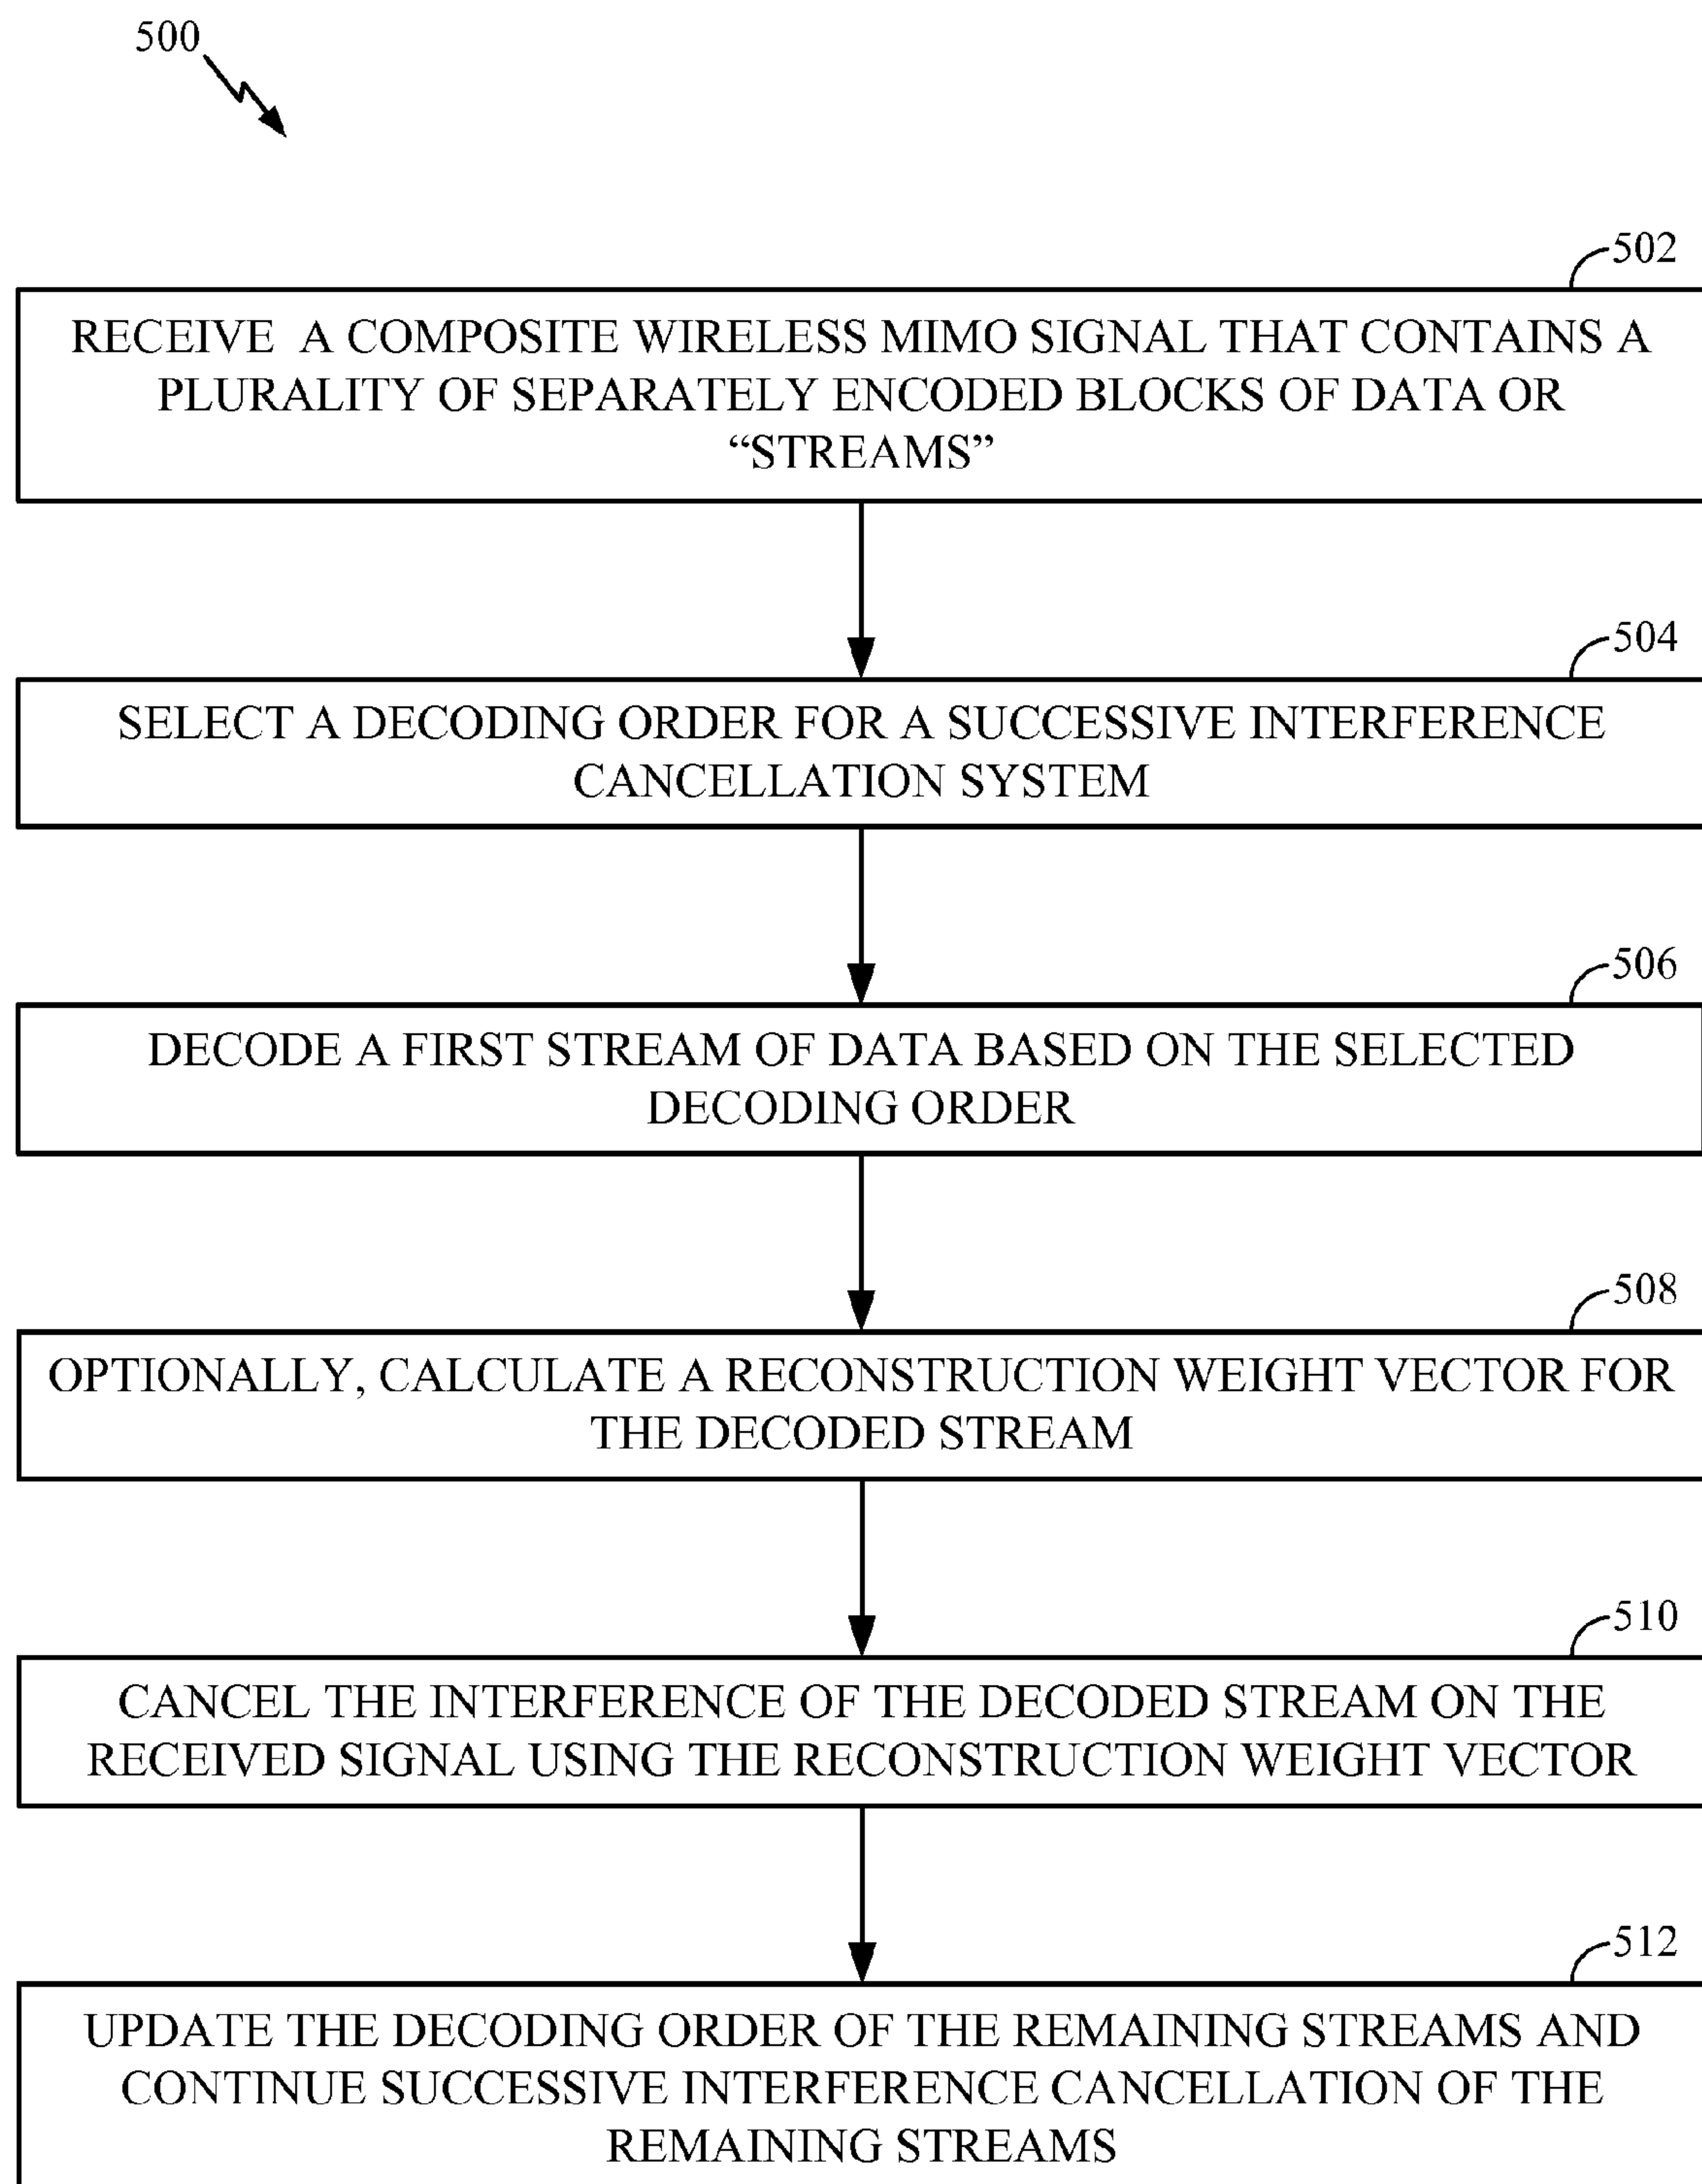 500
502
RECEIVE A COMPOSITE WIRELESS MIMO SIGNAL THAT CONTAINS A
PLURALITY OF SEPARATELY ENCODED BLOCKS OF DATA OR
“STREAMS”
504
SELECT A DECODING ORDER FOR A SUCCESSIVE INTERFERENCE
CANCELLATION SYSTEM
506
DECODE A FIRST STREAM OF DATA BASED ON THE SELECTED
DECODING ORDER
508
OPTIONALLY, CALCULATE A RECONSTRUCTION WEIGHT VECTOR FOR
THE DECODED STREAM
510
CANCEL THE INTERFERENCE OF THE DECODED STREAM ON THE
RECEIVED SIGNAL USING THE RECONSTRUCTION WEIGHT VECTOR
512
UPDATE THE DECODING ORDER OF THE REMAINING STREAMS AND
CONTINUE SUCCESSIVE INTERFERENCE CANCELLATION OF THE
REMAINING STREAMS